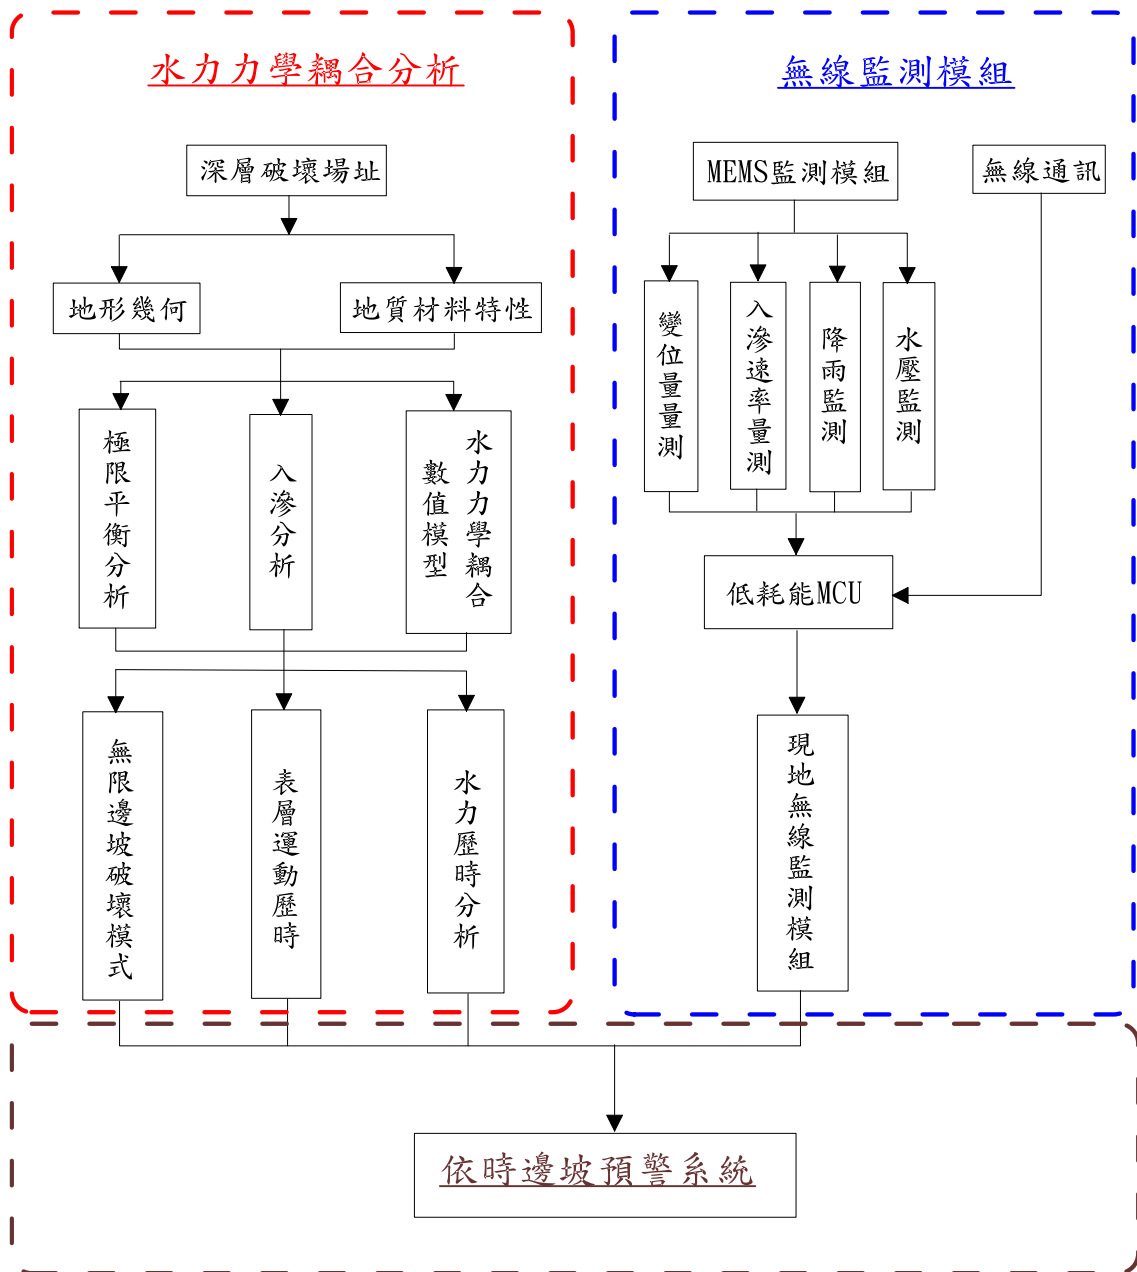 水力力學耦合分析
深層破壞場址
地形幾何
地質材料特性
極限平衡分析
入滲分析
水力力學耦合
數值模型
無限邊坡破壞模式
表層運動歷時
水力歷時分析
無線監測模組
MEMS監測模組
無線通訊
變位量量測
入滲速率量測
降雨監測
水壓監測
低耗能MCU
現地無線監測模組
依時邊坡預警系統